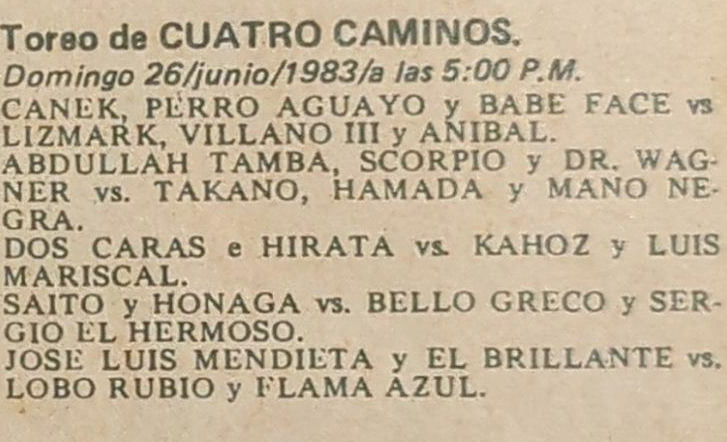 Toreo de CUATRO CAMINOS.
Domingo 26/junio/1983/a las 5:00 P.M.
CANEK, PERRO AGUAYO y BABE FACE vs
LIZMARK, VILLANO III y ANIBAL.
ABDULLAH TAMBA, SCORPIO y DR. WAG-
NER vs. TAKANO, HAMADA y MANO NE-
GRA.
DOS CARAS e HIRATA vs. KAHOZ y LUIS
MARISCAL.
SAITO y HONAGA vs. BELLO GRECO y SER-
GIO EL HERMOSO.
JOSE LUIS MENDIETA y EL BRILLANTE vs.
LOBO RUBIO y FLAMA AZUL.